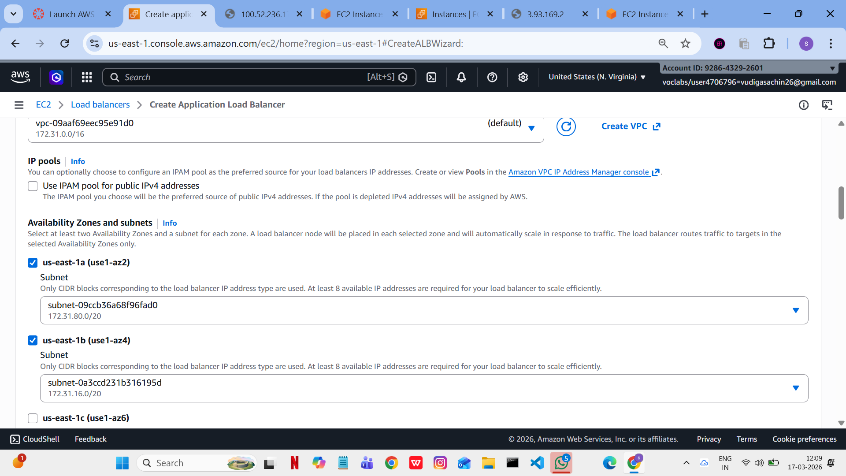 Launch AWS
Create applic
100.52.236.1
EC2 Instance
Instances | E
3.93.169.2
EC2 Instance
us-east-1.console.aws.amazon.com/ec2/home?region=us-east-1#CreateALBWizard:
S
aws
Search
[Alt+S]
United States (N. Virginia)
Account ID: 9286-4329-2601
voclabs/user4706796=vudigasachin26@gmail.com
EC2
Load balancers
Create Application Load Balancer
vpc-09aaf69eec95e91d0
(default)
172.31.0.0/16
Create VPC
IP pools
Info
You can optionally choose to configure an IPAM pool as the preferred source for your load balancers IP addresses. Create or view Pools in the Amazon VPC IP Address Manager console.
Use IPAM pool for public IPv4 addresses
The IPAM pool you choose will be the preferred source of public IPv4 addresses. If the pool is depleted IPv4 addresses will be assigned by AWS.
Availability Zones and subnets
Info
Select at least two Availability Zones and a subnet for each zone. A load balancer node will be placed in each selected zone and will automatically scale in response to traffic. The load balancer routes traffic to targets in the
selected Availability Zones only.
us-east-1a (use1-az2)
Subnet
Only CIDR blocks corresponding to the load balancer IP address type are used. At least 8 available IP addresses are required for your load balancer to scale efficiently.
subnet-09ccb36a68f96fad0
172.31.80.0/20
us-east-1b (use1-az4)
Subnet
Only CIDR blocks corresponding to the load balancer IP address type are used. At least 8 available IP addresses are required for your load balancer to scale efficiently.
subnet-0a3ccd231b316195d
172.31.16.0/20
us-east-1c (use1-az6)
CloudShell
Feedback
© 2026, Amazon Web Services, Inc. or its affiliates.
Privacy
Terms
Cookie preferences
1
Search
ENG
IN
12:09
17-03-2026